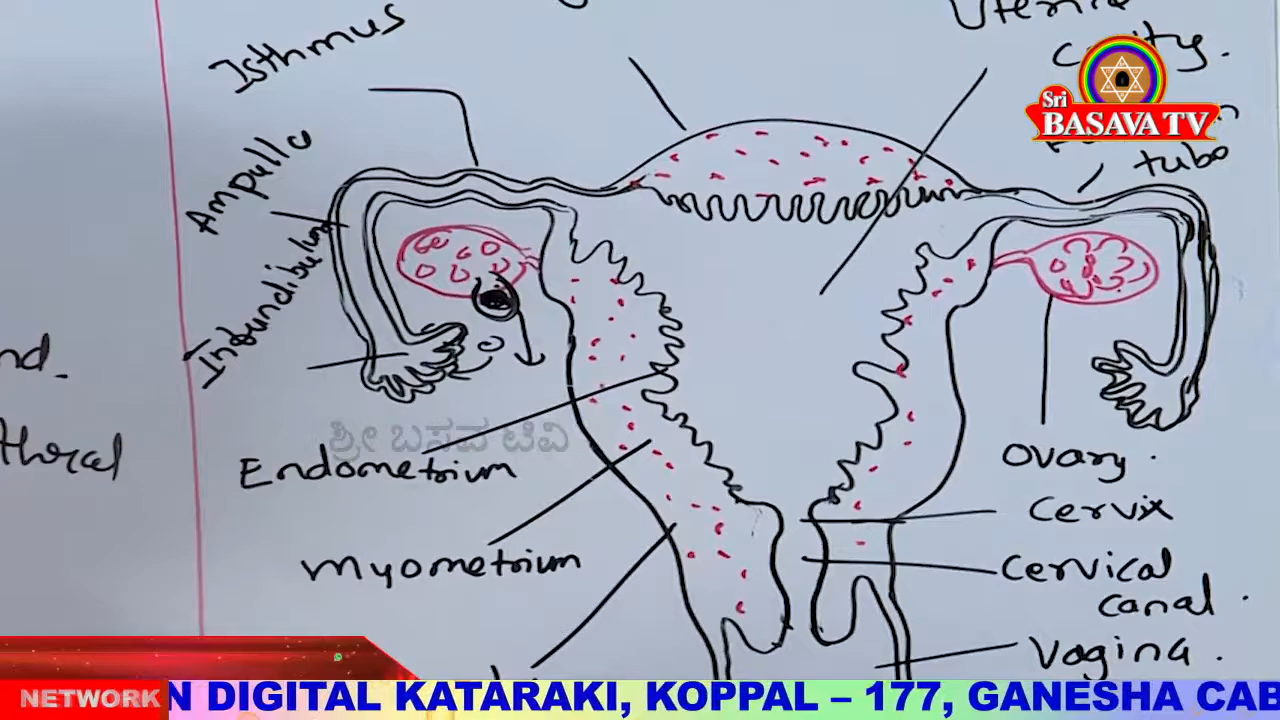 Isthmus
Uterine
cavity.
Sri
BASAVA TV
tube
Ampulla
Infundibulum
nd.
thral
ಶ್ರೀ ಬಸವ ಟಿವಿ
Endometrium
Myometrium
Ovary.
Cervix
Cervical
canal.
Vagina.
NETWORK
N DIGITAL KATARAKI, KOPPAL – 177, GANESHA CAB